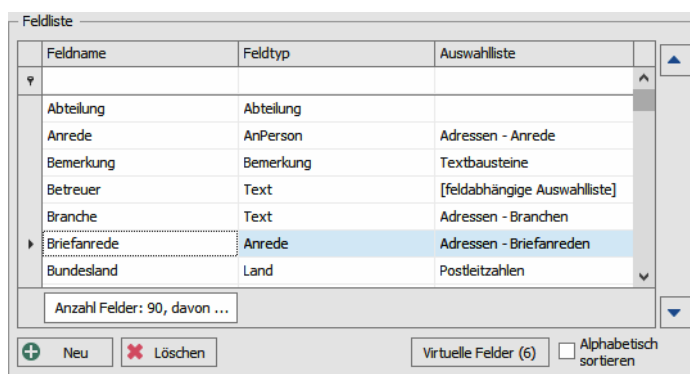 Feldliste
Feldname Feldtyp Auswahlliste
Abteilung Abteilung
Anrede AnPerson Adressen - Anrede
Bemerkung Bemerkung Textbausteine
Betreuer Text [feldabhängige Auswahlliste]
Branche Text Adressen - Branchen
Briefanrede Anrede Adressen - Briefanreden
Bundesland Land Postleitzahlen
Anzahl Felder: 90, davon ...
Neu Löschen Virtuelle Felder (6) Alphabetisch
sortieren